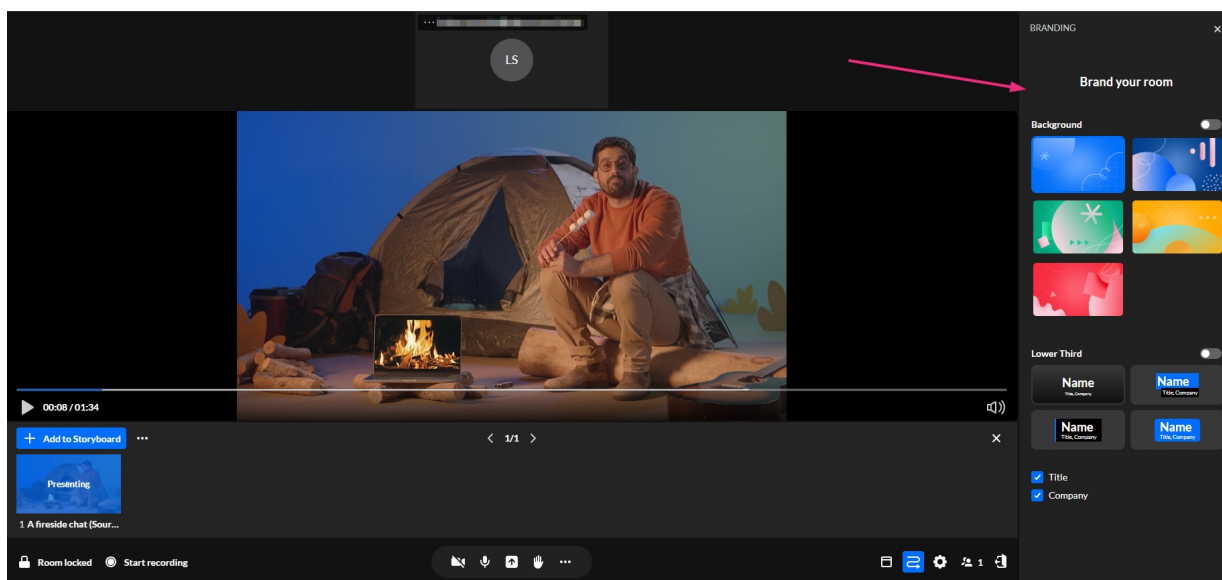 LS
BRANDING
Brand your room
Background
Lower Third
Name
Title, Company
Name
Title, Company
Name
Title, Company
Name
Title, Company
Title
Company
00:08 / 01:34
Add to Storyboard
1/1
Presenting
1 A fireside chat (Sour...
Room locked
Start recording
1